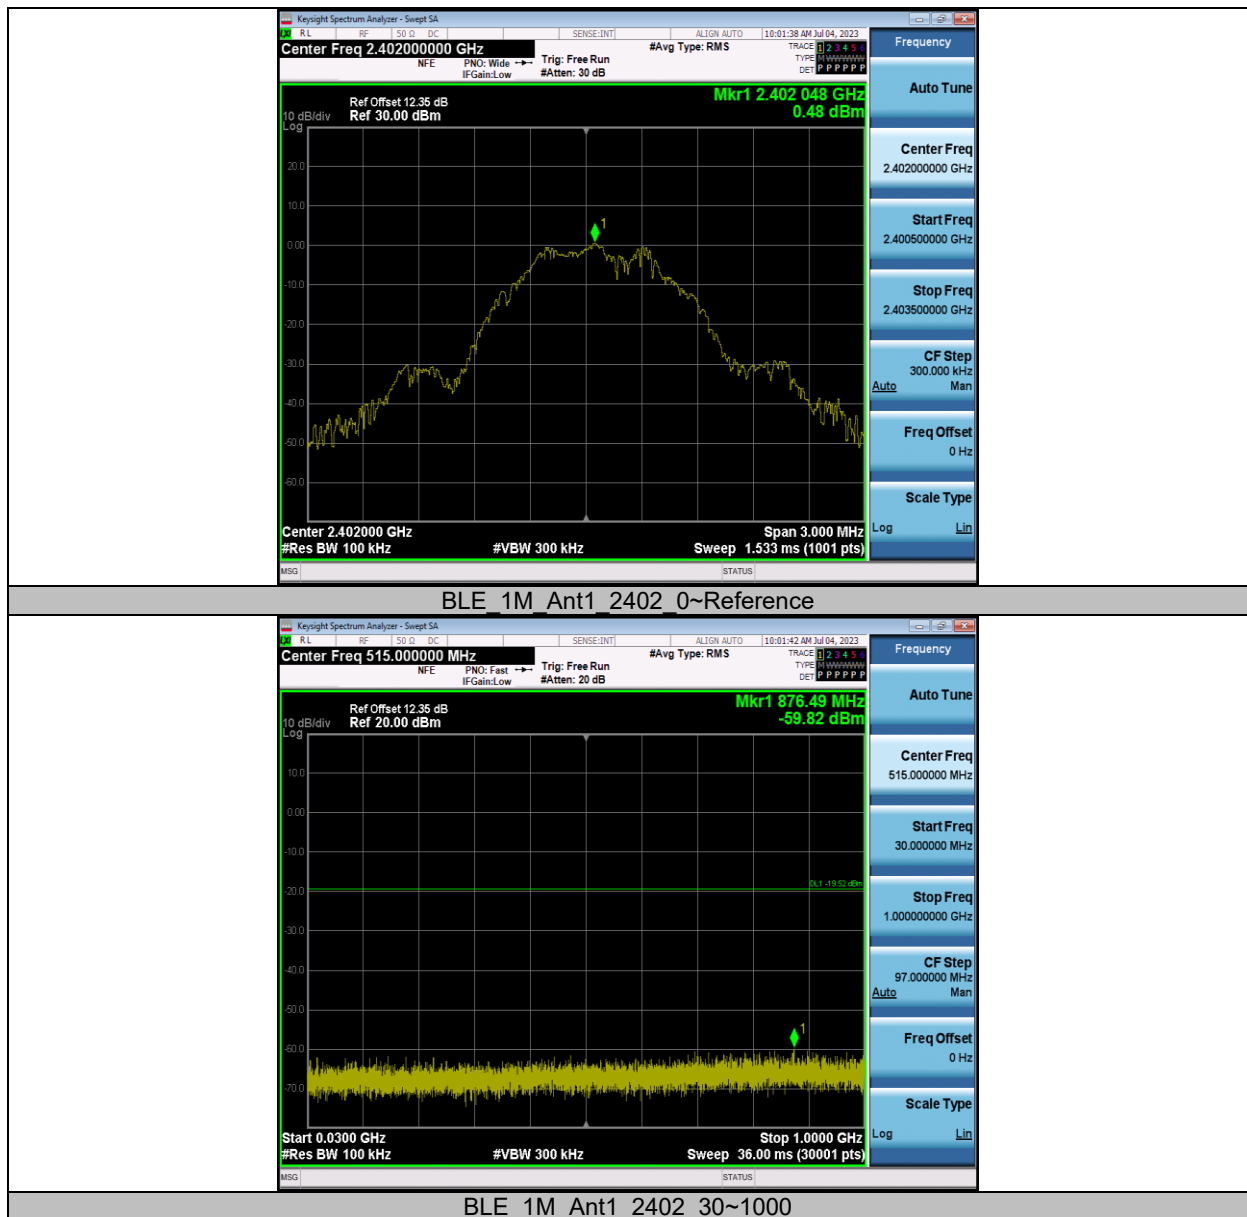 Keysight Spectrum Analyzer - Swept SA
RL RF 50 Ω DC SENSE:INT ALIGN AUTO 10:01:38 AM Jul 04, 2023
Center Freq 2.402000000 GHz #Avg Type: RMS TRACE 1 2 3 4 5 6
NFE PNO: Wide Trig: Free Run TYPE M WWWWW
IFGain:Low #Atten: 30 dB DET P P P P P P
Mkr1 2.402 048 GHz
0.48 dBm
Ref Offset 12.35 dB
10 dB/div Ref 30.00 dBm
Log
20.0
10.0
1
0.00
-10.0
-20.0
-30.0
-40.0
-50.0
-60.0
Center 2.402000 GHz Span 3.000 MHz
#Res BW 100 kHz #VBW 300 kHz Sweep 1.533 ms (1001 pts)
MSG STATUS
Frequency
Auto Tune
Center Freq
2.402000000 GHz
Start Freq
2.400500000 GHz
Stop Freq
2.403500000 GHz
CF Step
300.000 kHz
Auto Man
Freq Offset
0 Hz
Scale Type
Log Lin
BLE_1M_Ant1_2402_0~Reference
Keysight Spectrum Analyzer - Swept SA
RL RF 50 Ω DC SENSE:INT ALIGN AUTO 10:01:42 AM Jul 04, 2023
Center Freq 515.000000 MHz #Avg Type: RMS TRACE 1 2 3 4 5 6
NFE PNO: Fast Trig: Free Run TYPE M WWWWW
IFGain:Low #Atten: 20 dB DET P P P P P P
Mkr1 876.49 MHz
-59.82 dBm
Ref Offset 12.35 dB
10 dB/div Ref 20.00 dBm
Log
10.0
0.00
-10.0
DL1 -19.52 dBm
-20.0
-30.0
-40.0
-50.0
1
-60.0
-70.0
Start 0.0300 GHz Stop 1.0000 GHz
#Res BW 100 kHz #VBW 300 kHz Sweep 36.00 ms (30001 pts)
MSG STATUS
Frequency
Auto Tune
Center Freq
515.000000 MHz
Start Freq
30.000000 MHz
Stop Freq
1.000000000 GHz
CF Step
97.000000 MHz
Auto Man
Freq Offset
0 Hz
Scale Type
Log Lin
BLE_1M_Ant1_2402_30~1000